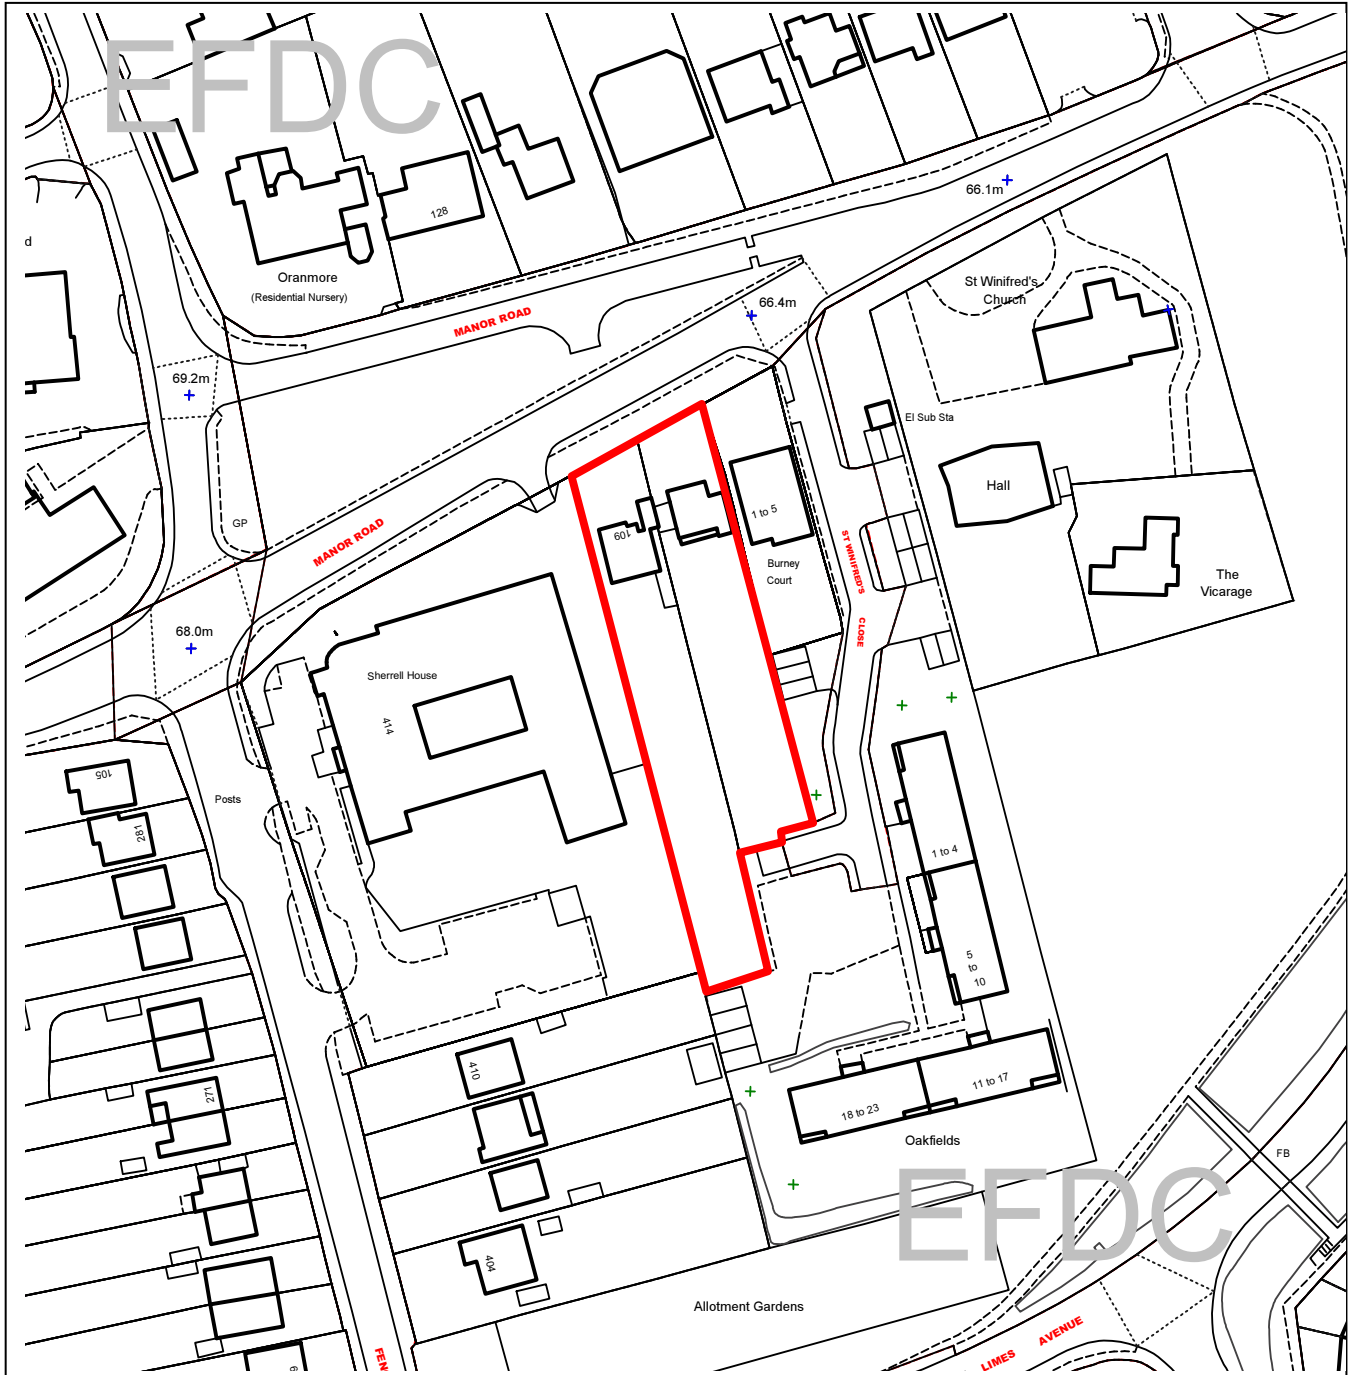 EFDC
66.1m
128
d
Oranmore
(Residential Nursery)
St Winifred's
Church
MANOR ROAD
66.4m
69.2m
El Sub Sta
Hall
1 to 5
109
GP
MANOR ROAD
ST WINIFRED'S
CLOSE
Burney
Court
The
Vicarage
68.0m
Sherrell House
414
105
Posts
281
1 to 4
5
to
10
410
271
11 to 17
18 to 23
Oakfields
FB
EFDC
404
Allotment Gardens
LIMES AVENUE
FEN